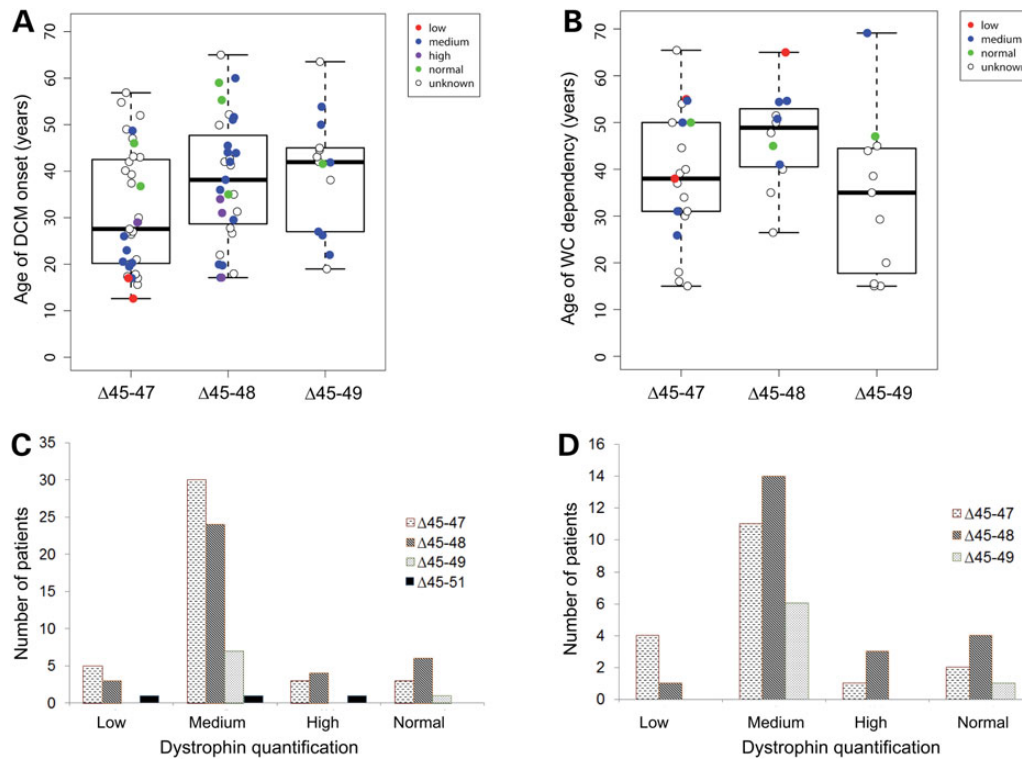 A
Age of DCM onset (years)
70
60
50
40
30
20
10
0
Δ45-47 Δ45-48 Δ45-49
low
medium
high
normal
unknown
B
Age of WC dependency (years)
70
60
50
40
30
20
10
0
Δ45-47 Δ45-48 Δ45-49
low
medium
normal
unknown
C
Number of patients
35
30
25
20
15
10
5
0
Low Medium High Normal
Dystrophin quantification
Δ45-47
Δ45-48
Δ45-49
Δ45-51
D
Number of patients
16
14
12
10
8
6
4
2
0
Low Medium High Normal
Dystrophin quantification
Δ45-47
Δ45-48
Δ45-49